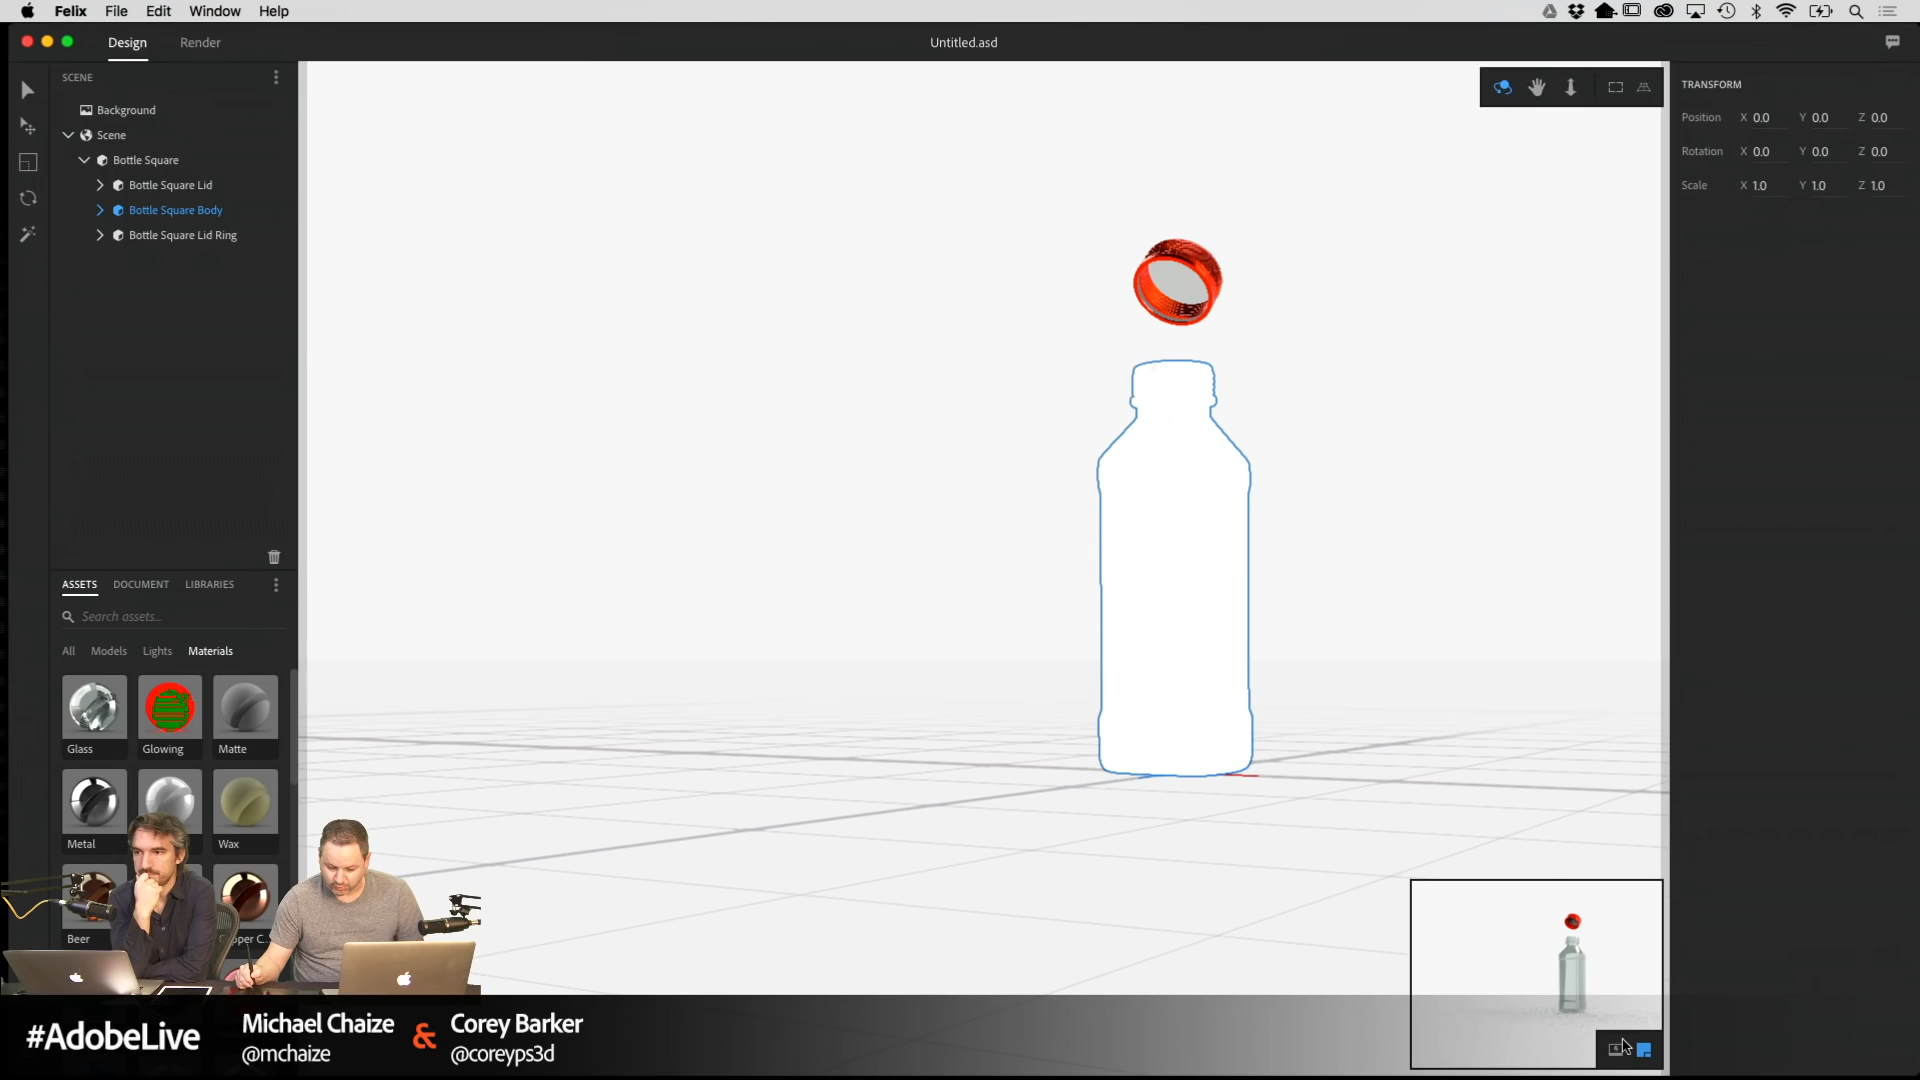 Felix File Edit Window Help
Design Render Untitled.asd
SCENE
Background
Scene
Bottle Square
Bottle Square Lid
Bottle Square Body
Bottle Square Lid Ring
ASSETS DOCUMENT LIBRARIES
Search assets...
All Models Lights Materials
Glass Glowing Matte
Metal Wax
Beer
TRANSFORM
Position X 0.0 Y 0.0 Z 0.0
Rotation X 0.0 Y 0.0 Z 0.0
Scale X 1.0 Y 1.0 Z 1.0
#AdobeLive
Michael Chaize & Corey Barker
@mchaize @coreyps3d